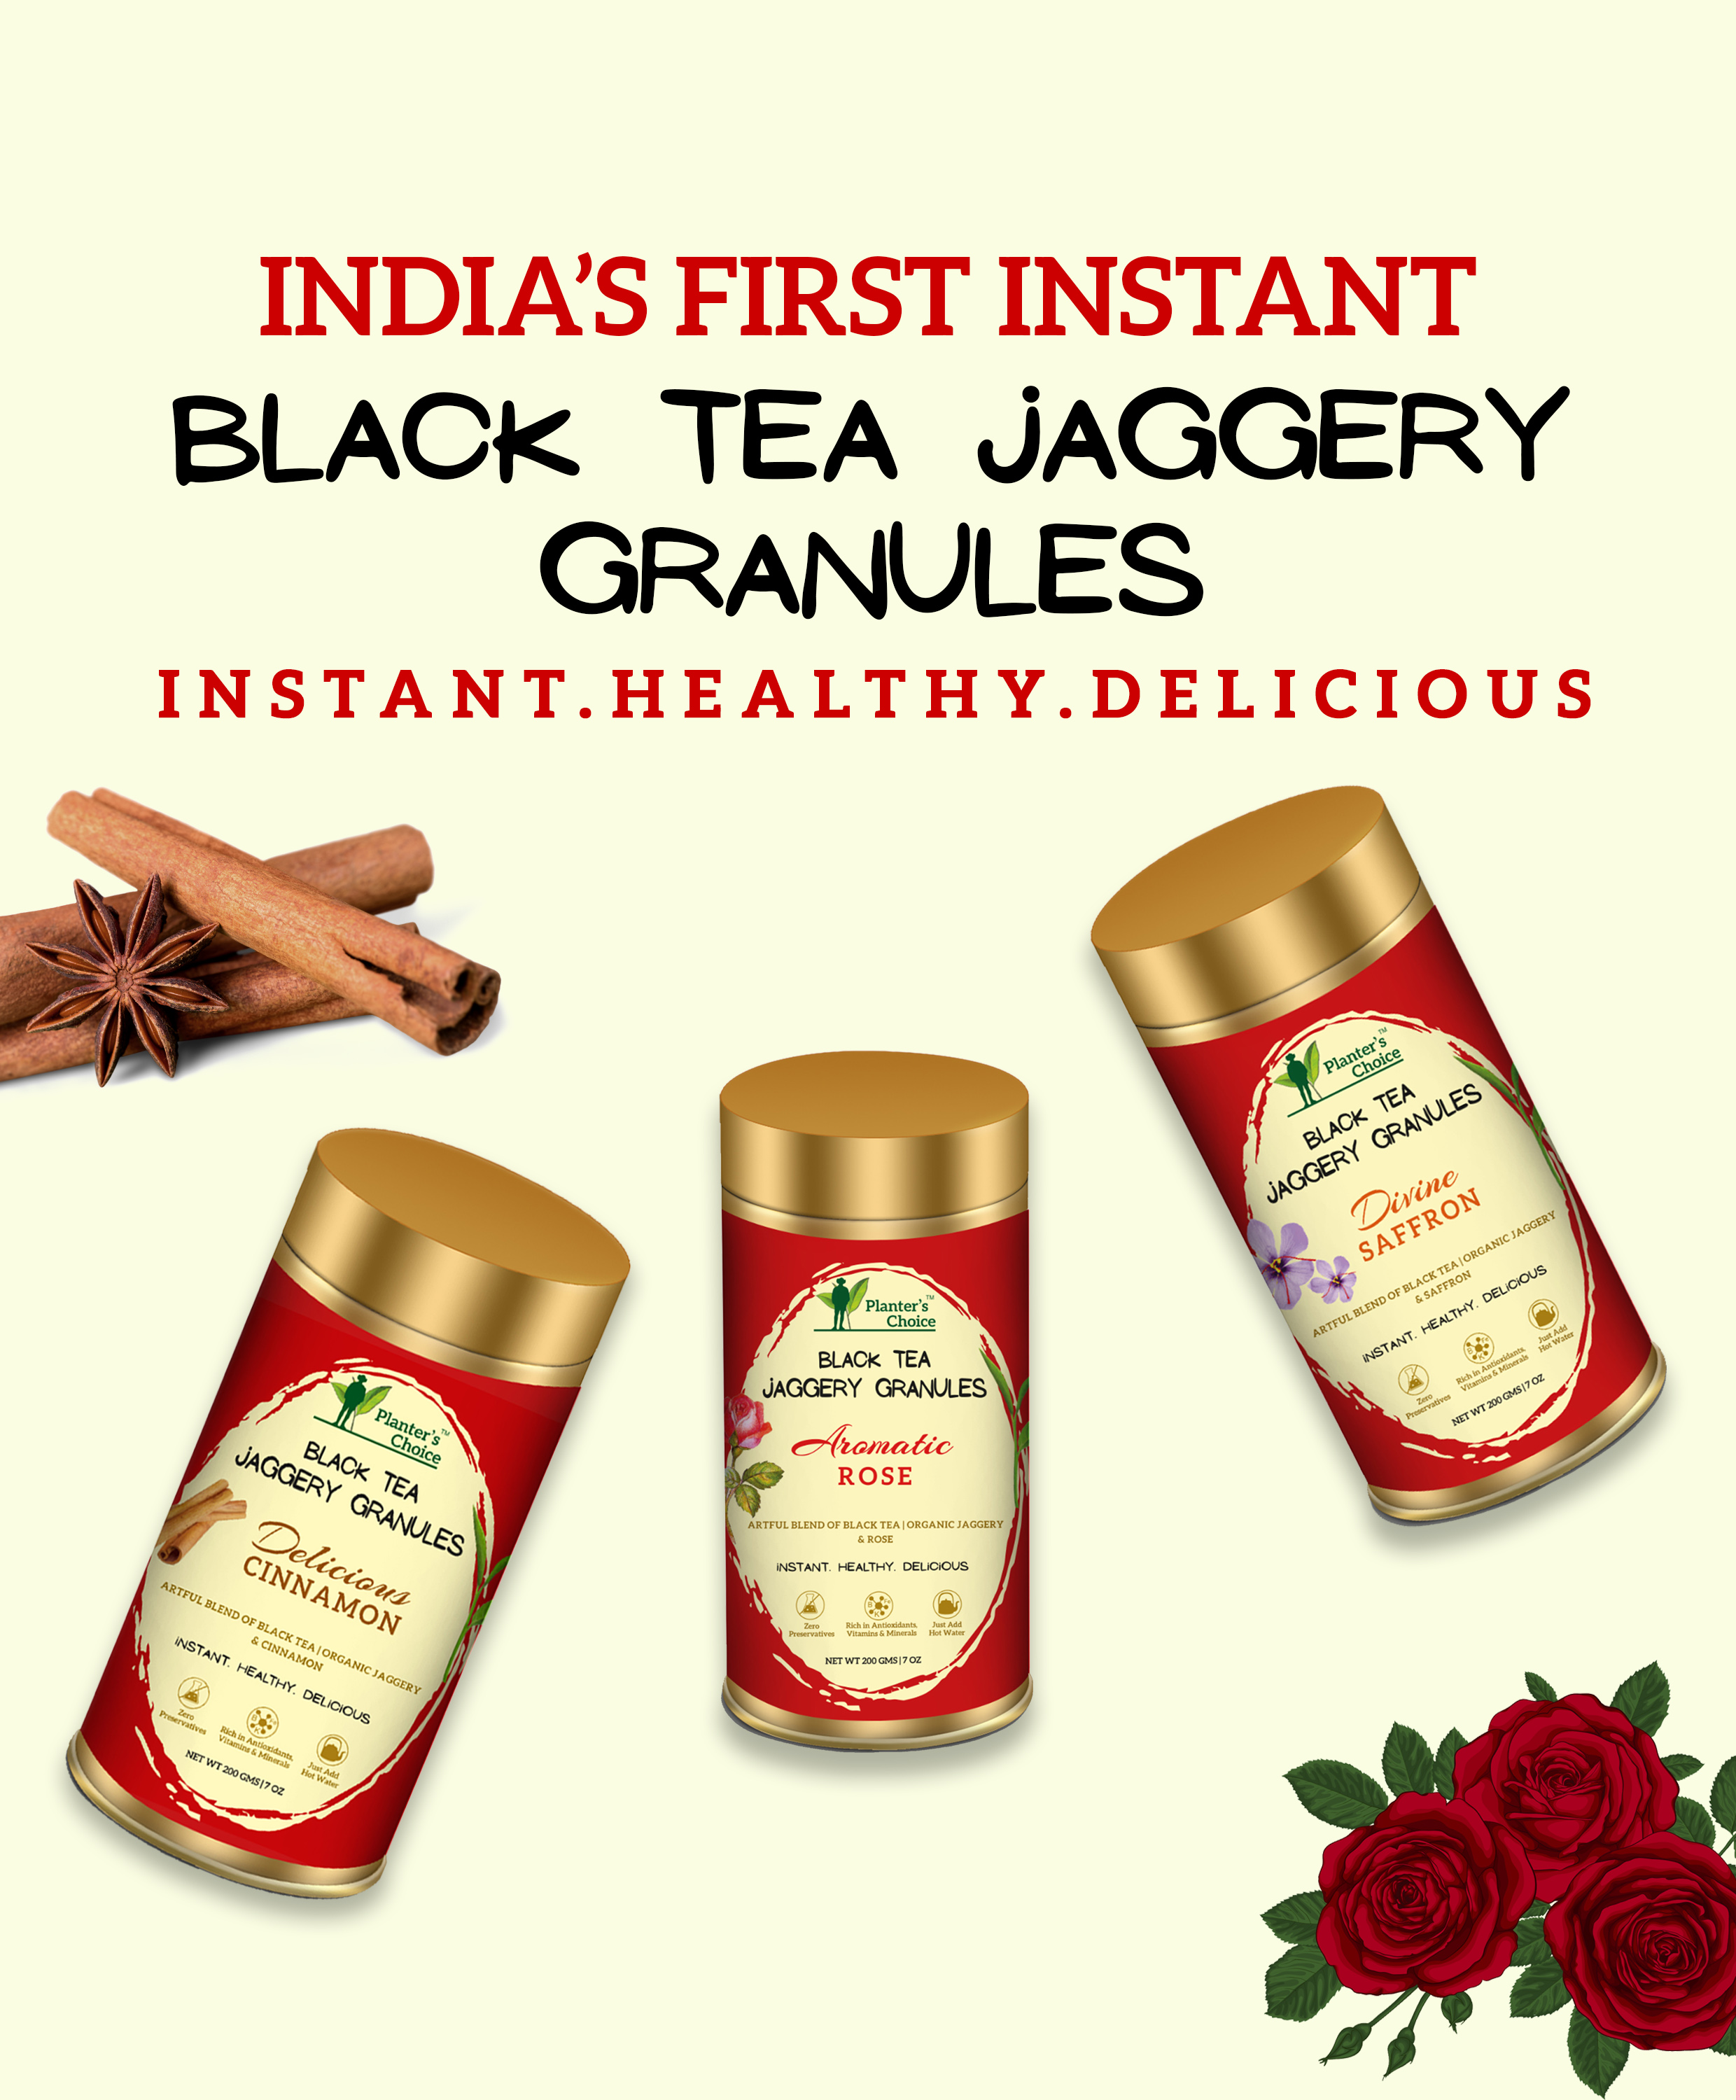 INDIA'S FIRST INSTANT
BLACK TEA JAGGERY
GRANULES
INSTANT.HEALTHY.DELICIOUS
Planter's™
Choice
BLACK TEA
JAGGERY GRANULES
Delicious
CINNAMON
ARTFUL BLEND OF BLACK TEA | ORGANIC JAGGERY
& CINNAMON
INSTANT. HEALTHY. DELICIOUS
Zero
Preservatives
Rich in Antioxidants,
Vitamins & Minerals
Just Add
Hot Water
NET WT 200 GMS | 7 OZ
Planter's™
Choice
BLACK TEA
JAGGERY GRANULES
Aromatic
ROSE
ARTFUL BLEND OF BLACK TEA | ORGANIC JAGGERY
& ROSE
INSTANT. HEALTHY. DELICIOUS
Zero
Preservatives
Rich in Antioxidants,
Vitamins & Minerals
Just Add
Hot Water
NET WT 200 GMS | 7 OZ
Planter's™
Choice
BLACK TEA
JAGGERY GRANULES
Divine
SAFFRON
ARTFUL BLEND OF BLACK TEA | ORGANIC JAGGERY
& SAFFRON
INSTANT. HEALTHY. DELICIOUS
Zero
Preservatives
Rich in Antioxidants,
Vitamins & Minerals
Just Add
Hot Water
NET WT 200 GMS | 7 OZ